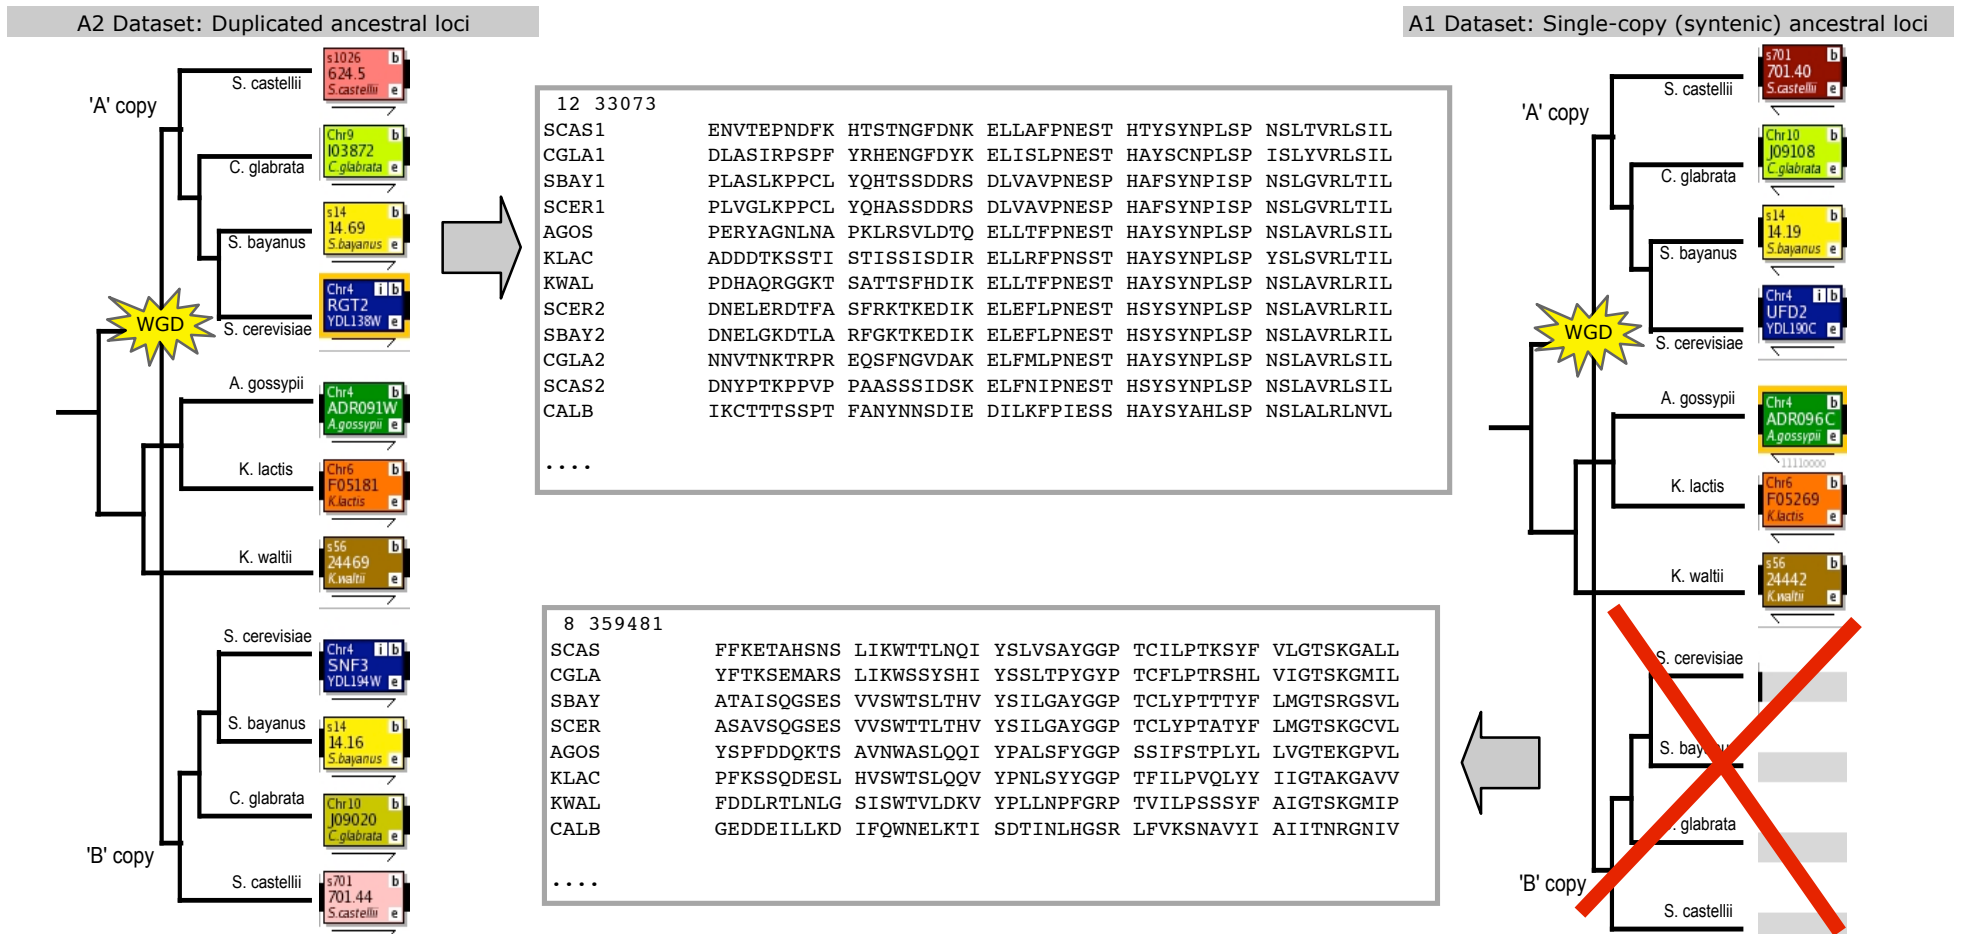 A2 Dataset: Duplicated ancestral loci
'A' copy
S. castellii
s1026 b
624.5
S.castellii e
C. glabrata
Chr9 b
I03872
C.glabrata e
S. bayanus
s14 b
14.69
S.bayanus e
WGD
S. cerevisiae
Chr4 i b
RGT2
YDL138W e
A. gossypii
Chr4 b
ADR091W
A.gossypii e
K. lactis
Chr6 b
F05181
K.lactis e
K. waltii
s56 b
24469
K.waltii e
S. cerevisiae
Chr4 i b
SNF3
YDL194W e
S. bayanus
s14 b
14.16
S.bayanus e
C. glabrata
Chr10 b
J09020
C.glabrata e
'B' copy
S. castellii
s701 b
701.44
S.castellii e
12 33073
SCAS1 ENVTEPNDFK HTSTNGFDNK ELLAFPNEST HTYSYNPLSP NSLTVRLSIL
CGLA1 DLASIRPSPF YRHENGFDYK ELISLPNEST HAYSCNPLSP ISLYVRLSIL
SBAY1 PLASLKPPCL YQHTSSDDRS DLVAVPNESP HAFSYNPISP NSLGVRLTIL
SCER1 PLVGLKPPCL YQHASSDDRS DLVAVPNESP HAFSYNPISP NSLGVRLTIL
AGOS PERYAGNLNA PKLRSVLDTQ ELLTFPNEST HAYSYNPLSP NSLAVRLSIL
KLAC ADDDTKSSTI STISSISDIR ELLRFPNSST HAYSYNPLSP YSLSVRLTIL
KWAL PDHAQRGGKT SATTSFHDIK ELLTFPNEST HAYSYNPLSP NSLAVRLRIL
SCER2 DNELERDTFA SFRKTKEDIK ELEFLPNEST HSYSYNPLSP NSLAVRLRIL
SBAY2 DNELGKDTLA RFGKTKEDIK ELEFLPNEST HSYSYNPLSP NSLAVRLRIL
CGLA2 NNVTNKTRPR EQSFNGVDAK ELFMLPNEST HAYSYNPLSP NSLAVRLSIL
SCAS2 DNYPTKPPVP PAASSSIDSK ELFNIPNEST HSYSYNPLSP NSLAVRLSIL
CALB IKCTTTSSPT FANYNNSDIE DILKFPIESS HAYSYAHLSP NSLALRLNVL
....
8 359481
SCAS FFKETAHSNS LIKWTTLNQI YSLVSAYGGP TCILPTKSYF VLGTSKGALL
CGLA YFTKSEMARS LIKWSSYSHI YSSLTPYGYP TCFLPTRSHL VIGTSKGMIL
SBAY ATAISQGSES VVSWTSLTHV YSILGAYGGP TCLYPTTTYF LMGTSRGSVL
SCER ASAVSQGSES VVSWTTLTHV YSILGAYGGP TCLYPTATYF LMGTSKGCVL
AGOS YSPFDDQKTS AVNWASLQQI YPALSFYGGP SSIFSTPLYL LVGTEKGPVL
KLAC PFKSSQDESL HVSWTSLQQV YPNLSYYGGP TFILPVQLYY IIGTAKGAVV
KWAL FDDLRTLNLG SISWTVLDKV YPLLNPFGRP TVILPSSSYF AIGTSKGMIP
CALB GEDDEILLKD IFQWNELKTI SDTINLHGSR LFVKSNAVYI AIITNRGNIV
....
A1 Dataset: Single-copy (syntenic) ancestral loci
'A' copy
S. castellii
s701 b
701.40
S.castellii e
C. glabrata
Chr10 b
J09108
C.glabrata e
S. bayanus
s14 b
14.19
S.bayanus e
WGD
S. cerevisiae
Chr4 i b
UFD2
YDL190C e
A. gossypii
Chr4 b
ADR096C
A.gossypii e
11110000
K. lactis
Chr6 b
F05269
K.lactis e
K. waltii
s56 b
24442
K.waltii e
S. cerevisiae
S. bayanus
glabrata
'B' copy
S. castellii